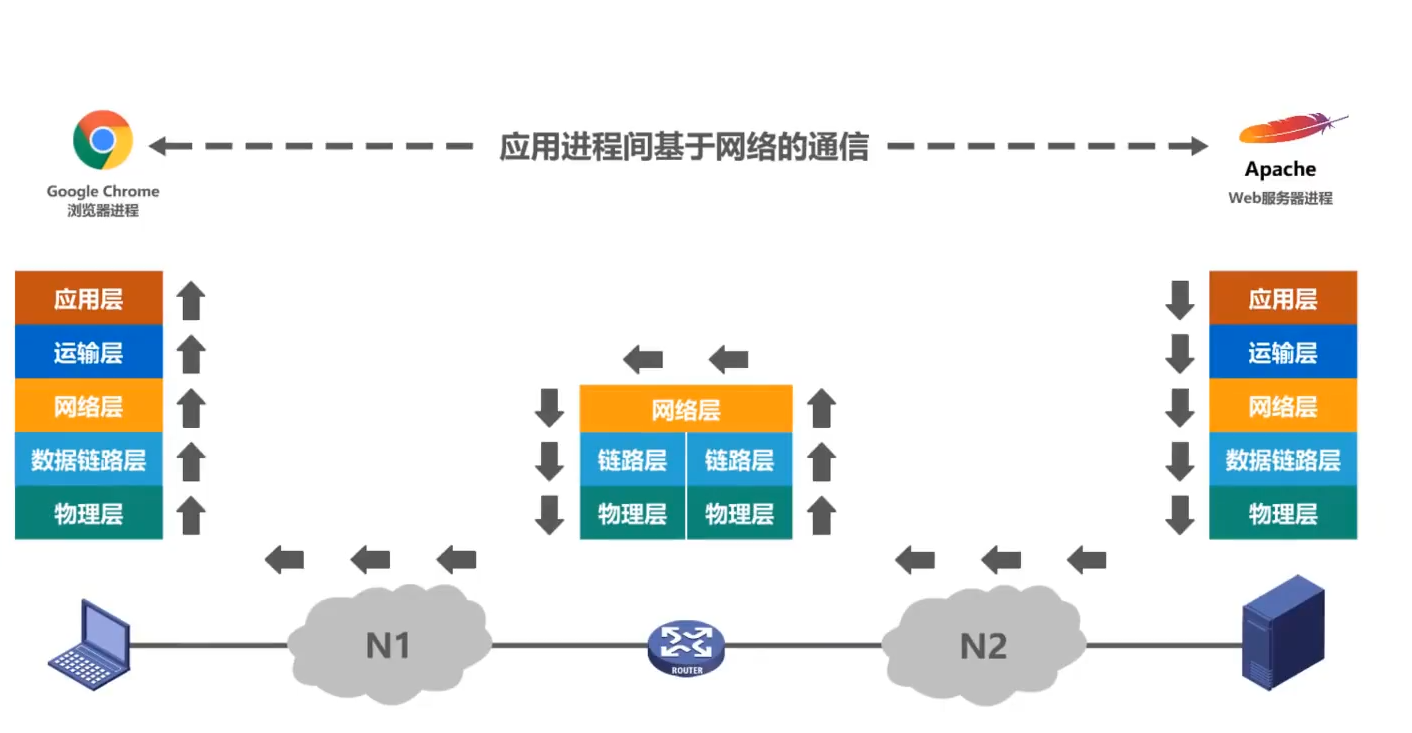 应用进程间基于网络的通信
Google Chrome
浏览器进程
Apache
Web服务器进程
应用层
运输层
网络层
数据链路层
物理层
网络层
链路层 链路层
物理层 物理层
应用层
运输层
网络层
数据链路层
物理层
N1
ROUTER
N2